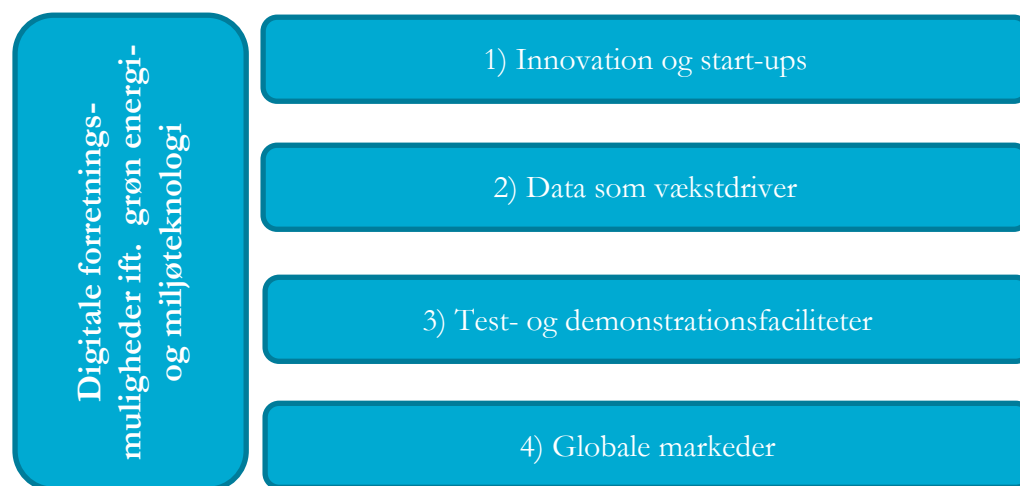 Digitale forretnings-
muligheder ift. grøn energi-
og miljøteknologi
1) Innovation og start-ups
2) Data som vækstdriver
3) Test- og demonstrationsfaciliteter
4) Globale markeder